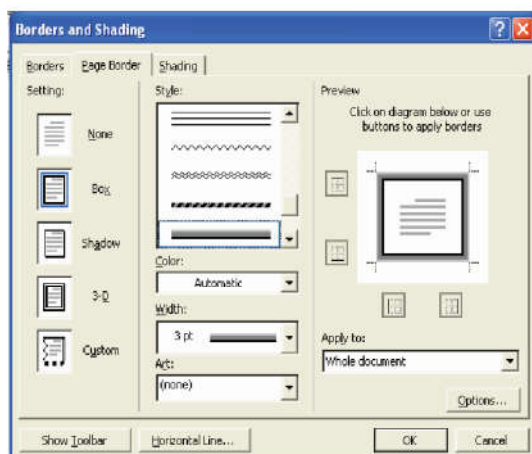 Borders and Shading
Borders Page Border Shading
Setting:
None
Box
Shadow
3-D
Custom
Style:
Color:
Automatic
Width:
3 pt
Art:
(none)
Preview
Click on diagram below or use
buttons to apply borders
Apply to:
Whole document
Options...
Show Toolbar
Horizontal Line...
OK
Cancel